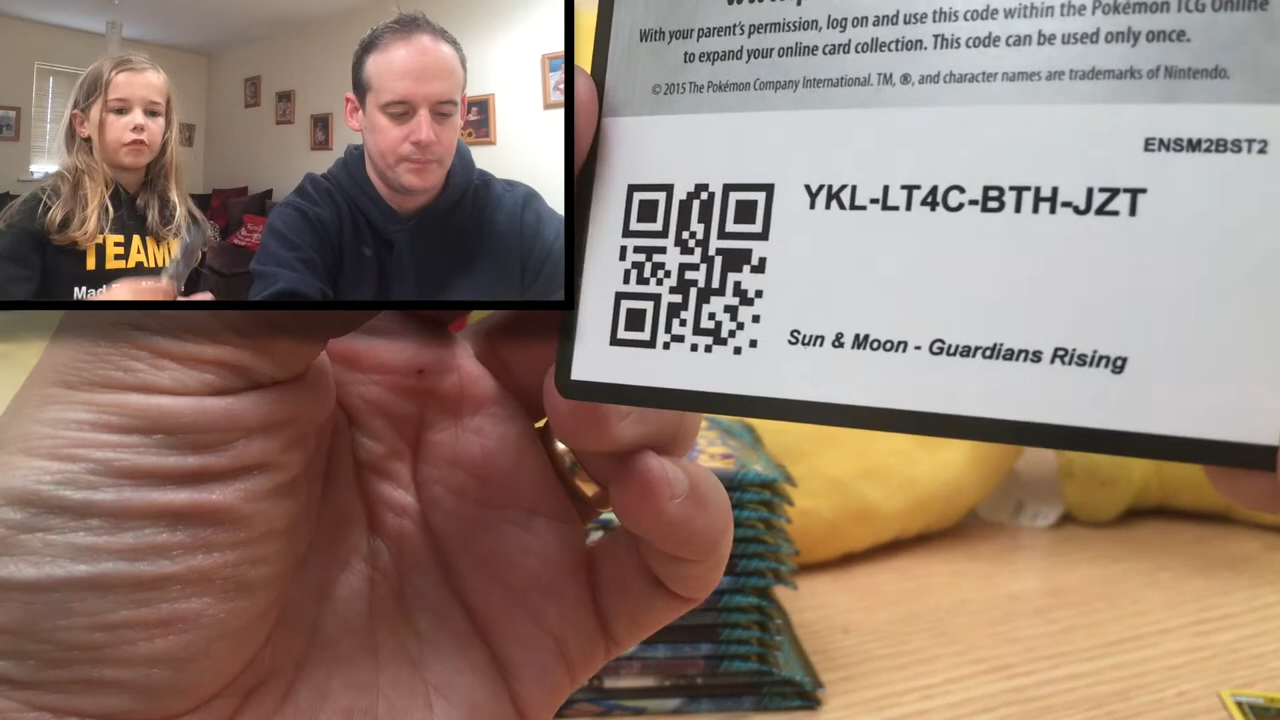 With your parent's permission, log on and use this code within the Pokémon TCG Online
to expand your online card collection. This code can be used only once.
© 2015 The Pokémon Company International. TM, ®, and character names are trademarks of Nintendo.
ENSM2BST2
YKL-LT4C-BTH-JZT
Sun & Moon - Guardians Rising
TEAM
Mad